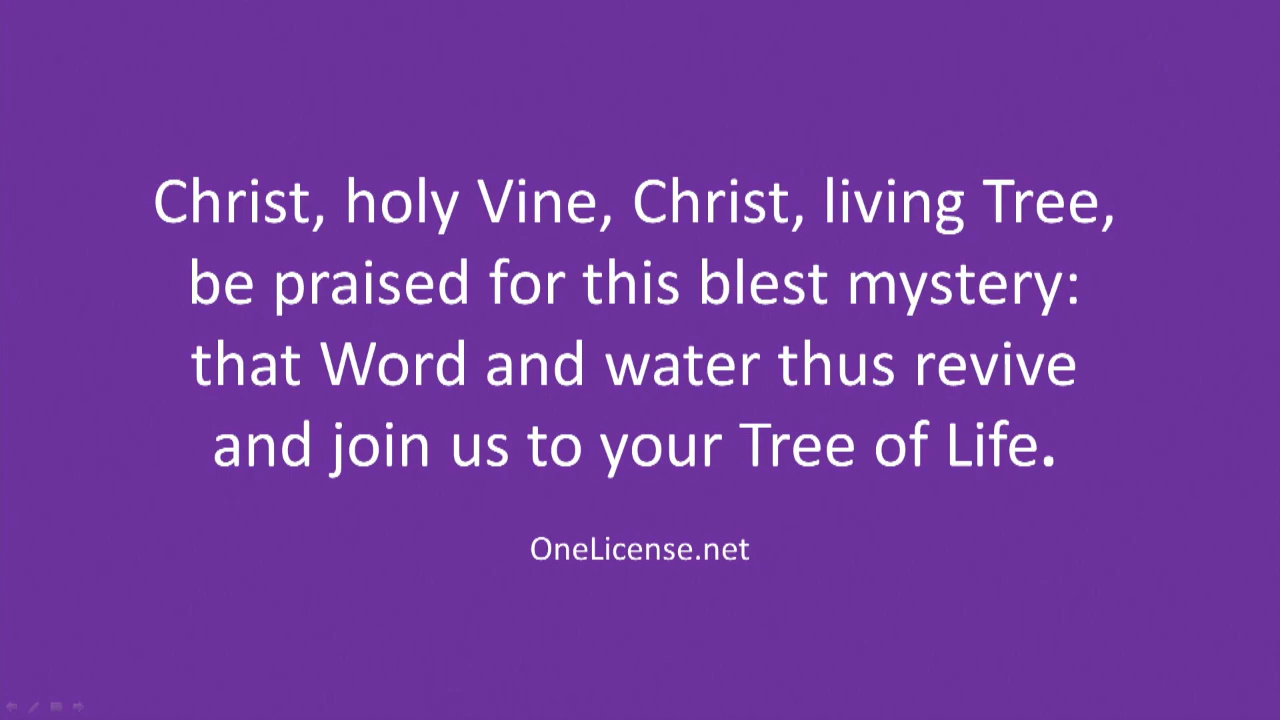 Christ, holy Vine, Christ, living Tree,
be praised for this blest mystery:
that Word and water thus revive
and join us to your Tree of Life.
OneLicense.net